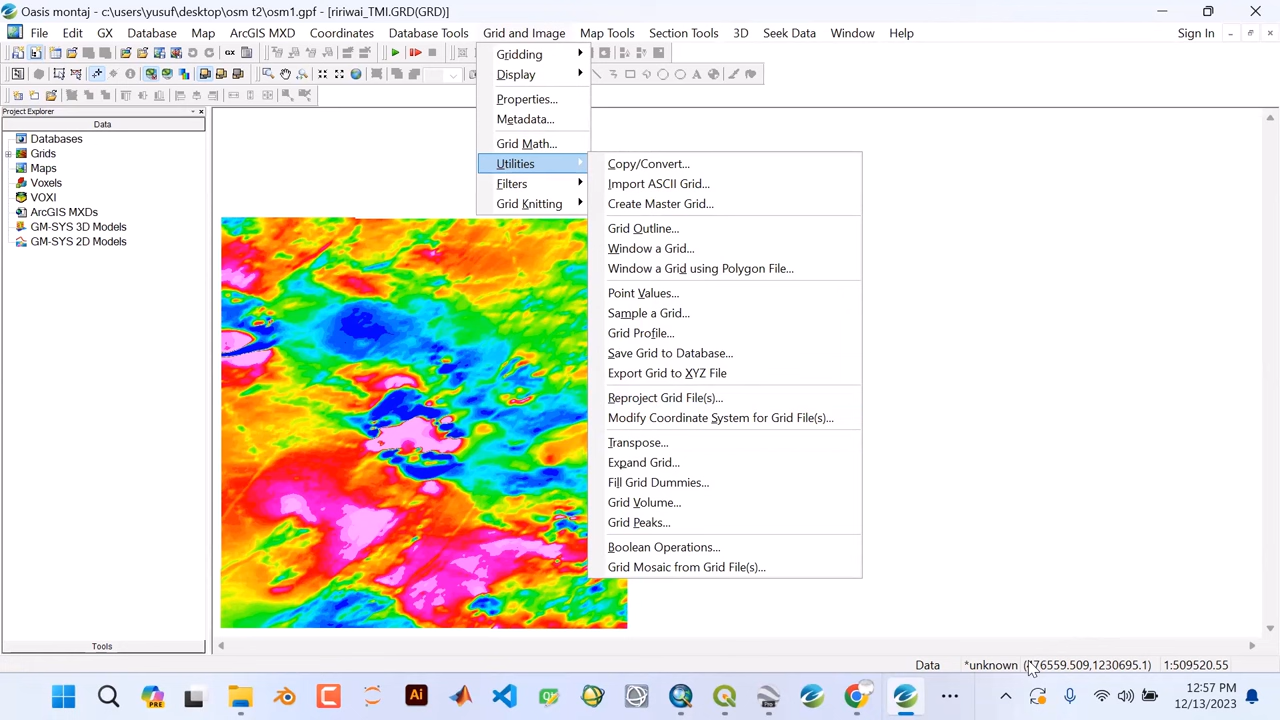 Oasis montaj - c:\users\yusuf\desktop\osm t2\osm1.gpf - [ririwai_TMI.GRD(GRD)]
File Edit GX Database Map ArcGIS MXD Coordinates Database Tools Grid and Image Map Tools Section Tools 3D Seek Data Window Help Sign In
GX
Project Explorer
Data
Databases
Grids
Maps
Voxels
VOXI
ArcGIS MXDs
GM-SYS 3D Models
GM-SYS 2D Models
Tools
Gridding
Display
Properties...
Metadata...
Grid Math...
Utilities
Filters
Grid Knitting
Copy/Convert...
Import ASCII Grid...
Create Master Grid...
Grid Outline...
Window a Grid...
Window a Grid using Polygon File...
Point Values...
Sample a Grid...
Grid Profile...
Save Grid to Database...
Export Grid to XYZ File
Reproject Grid File(s)...
Modify Coordinate System for Grid File(s)...
Transpose...
Expand Grid...
Fill Grid Dummies...
Grid Volume...
Grid Peaks...
Boolean Operations...
Grid Mosaic from Grid File(s)...
Data *unknown 76559.509,1230695.1) 1:509520.55
PRE Ai Pro
12:57 PM
12/13/2023